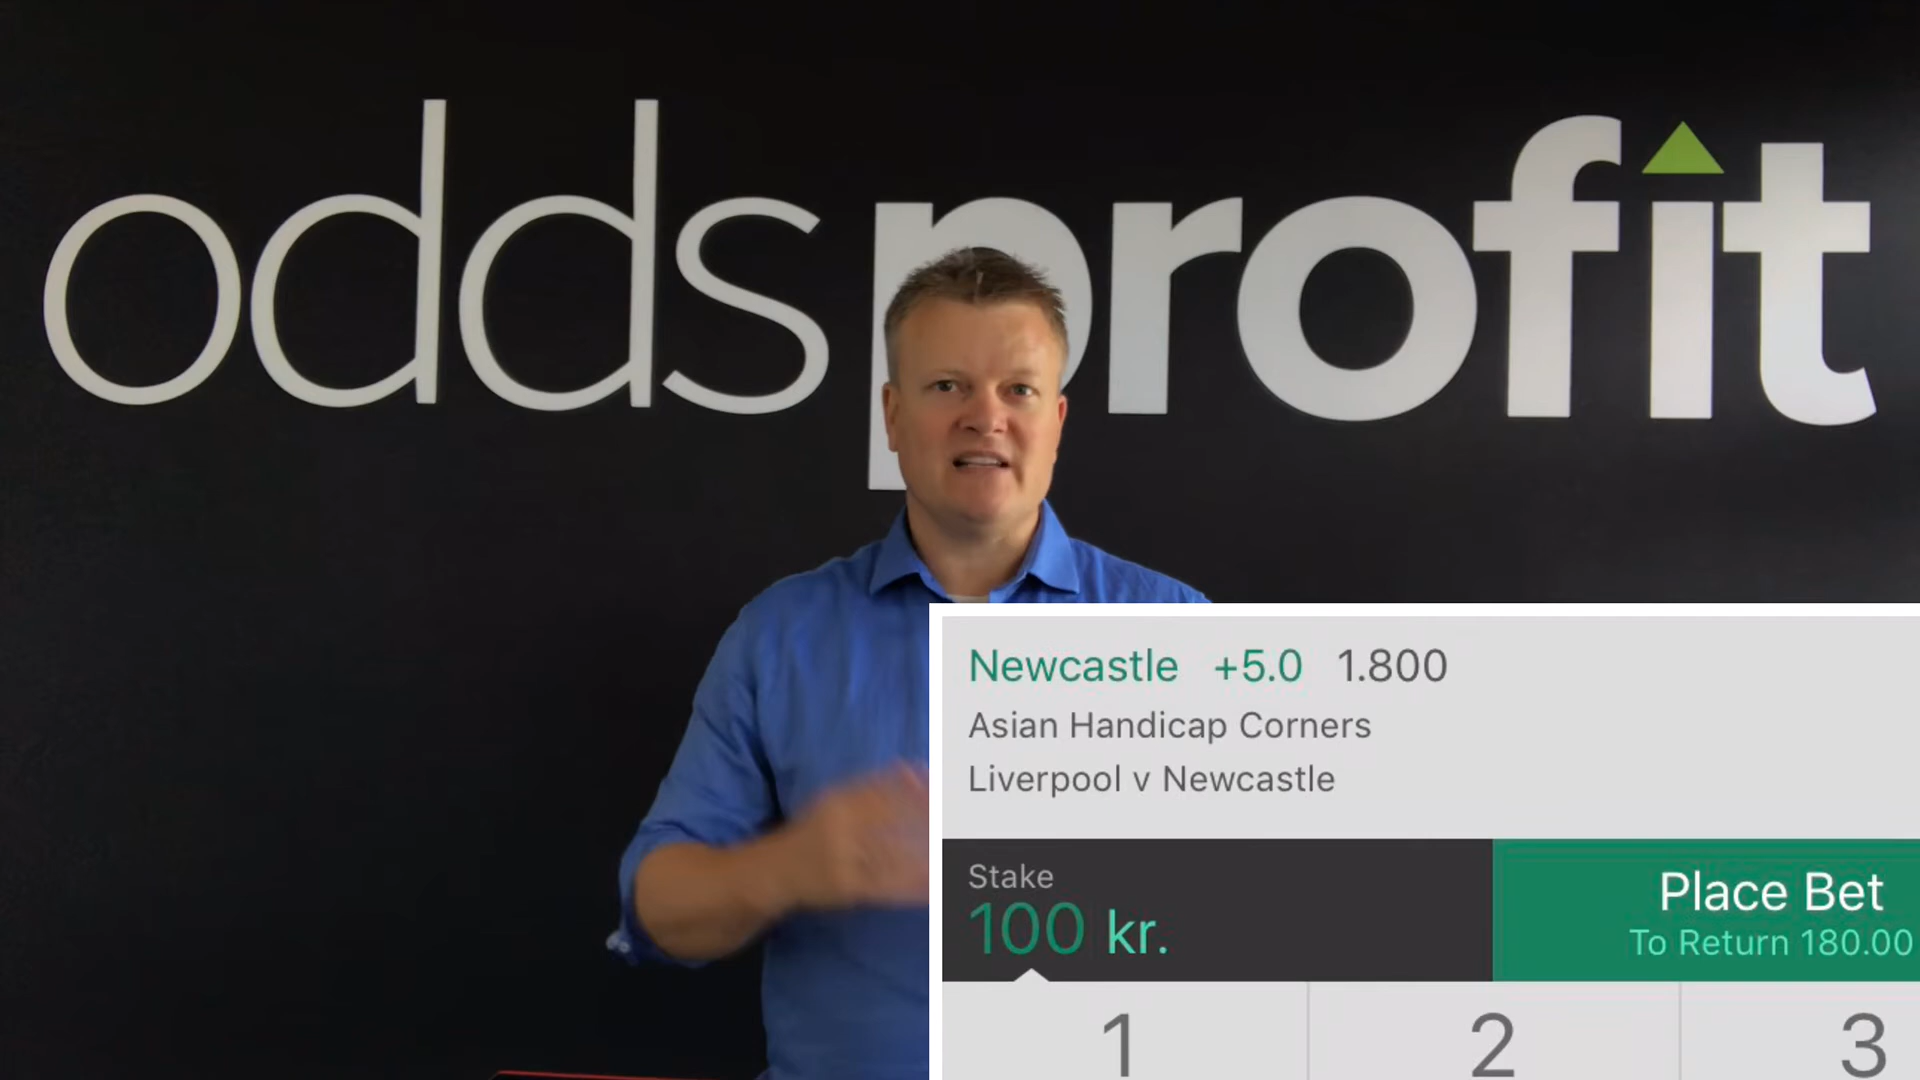 oddsprofit
Newcastle +5.0 1.800
Asian Handicap Corners
Liverpool v Newcastle
Stake
100 kr.
Place Bet
To Return 180.00
1 2 3